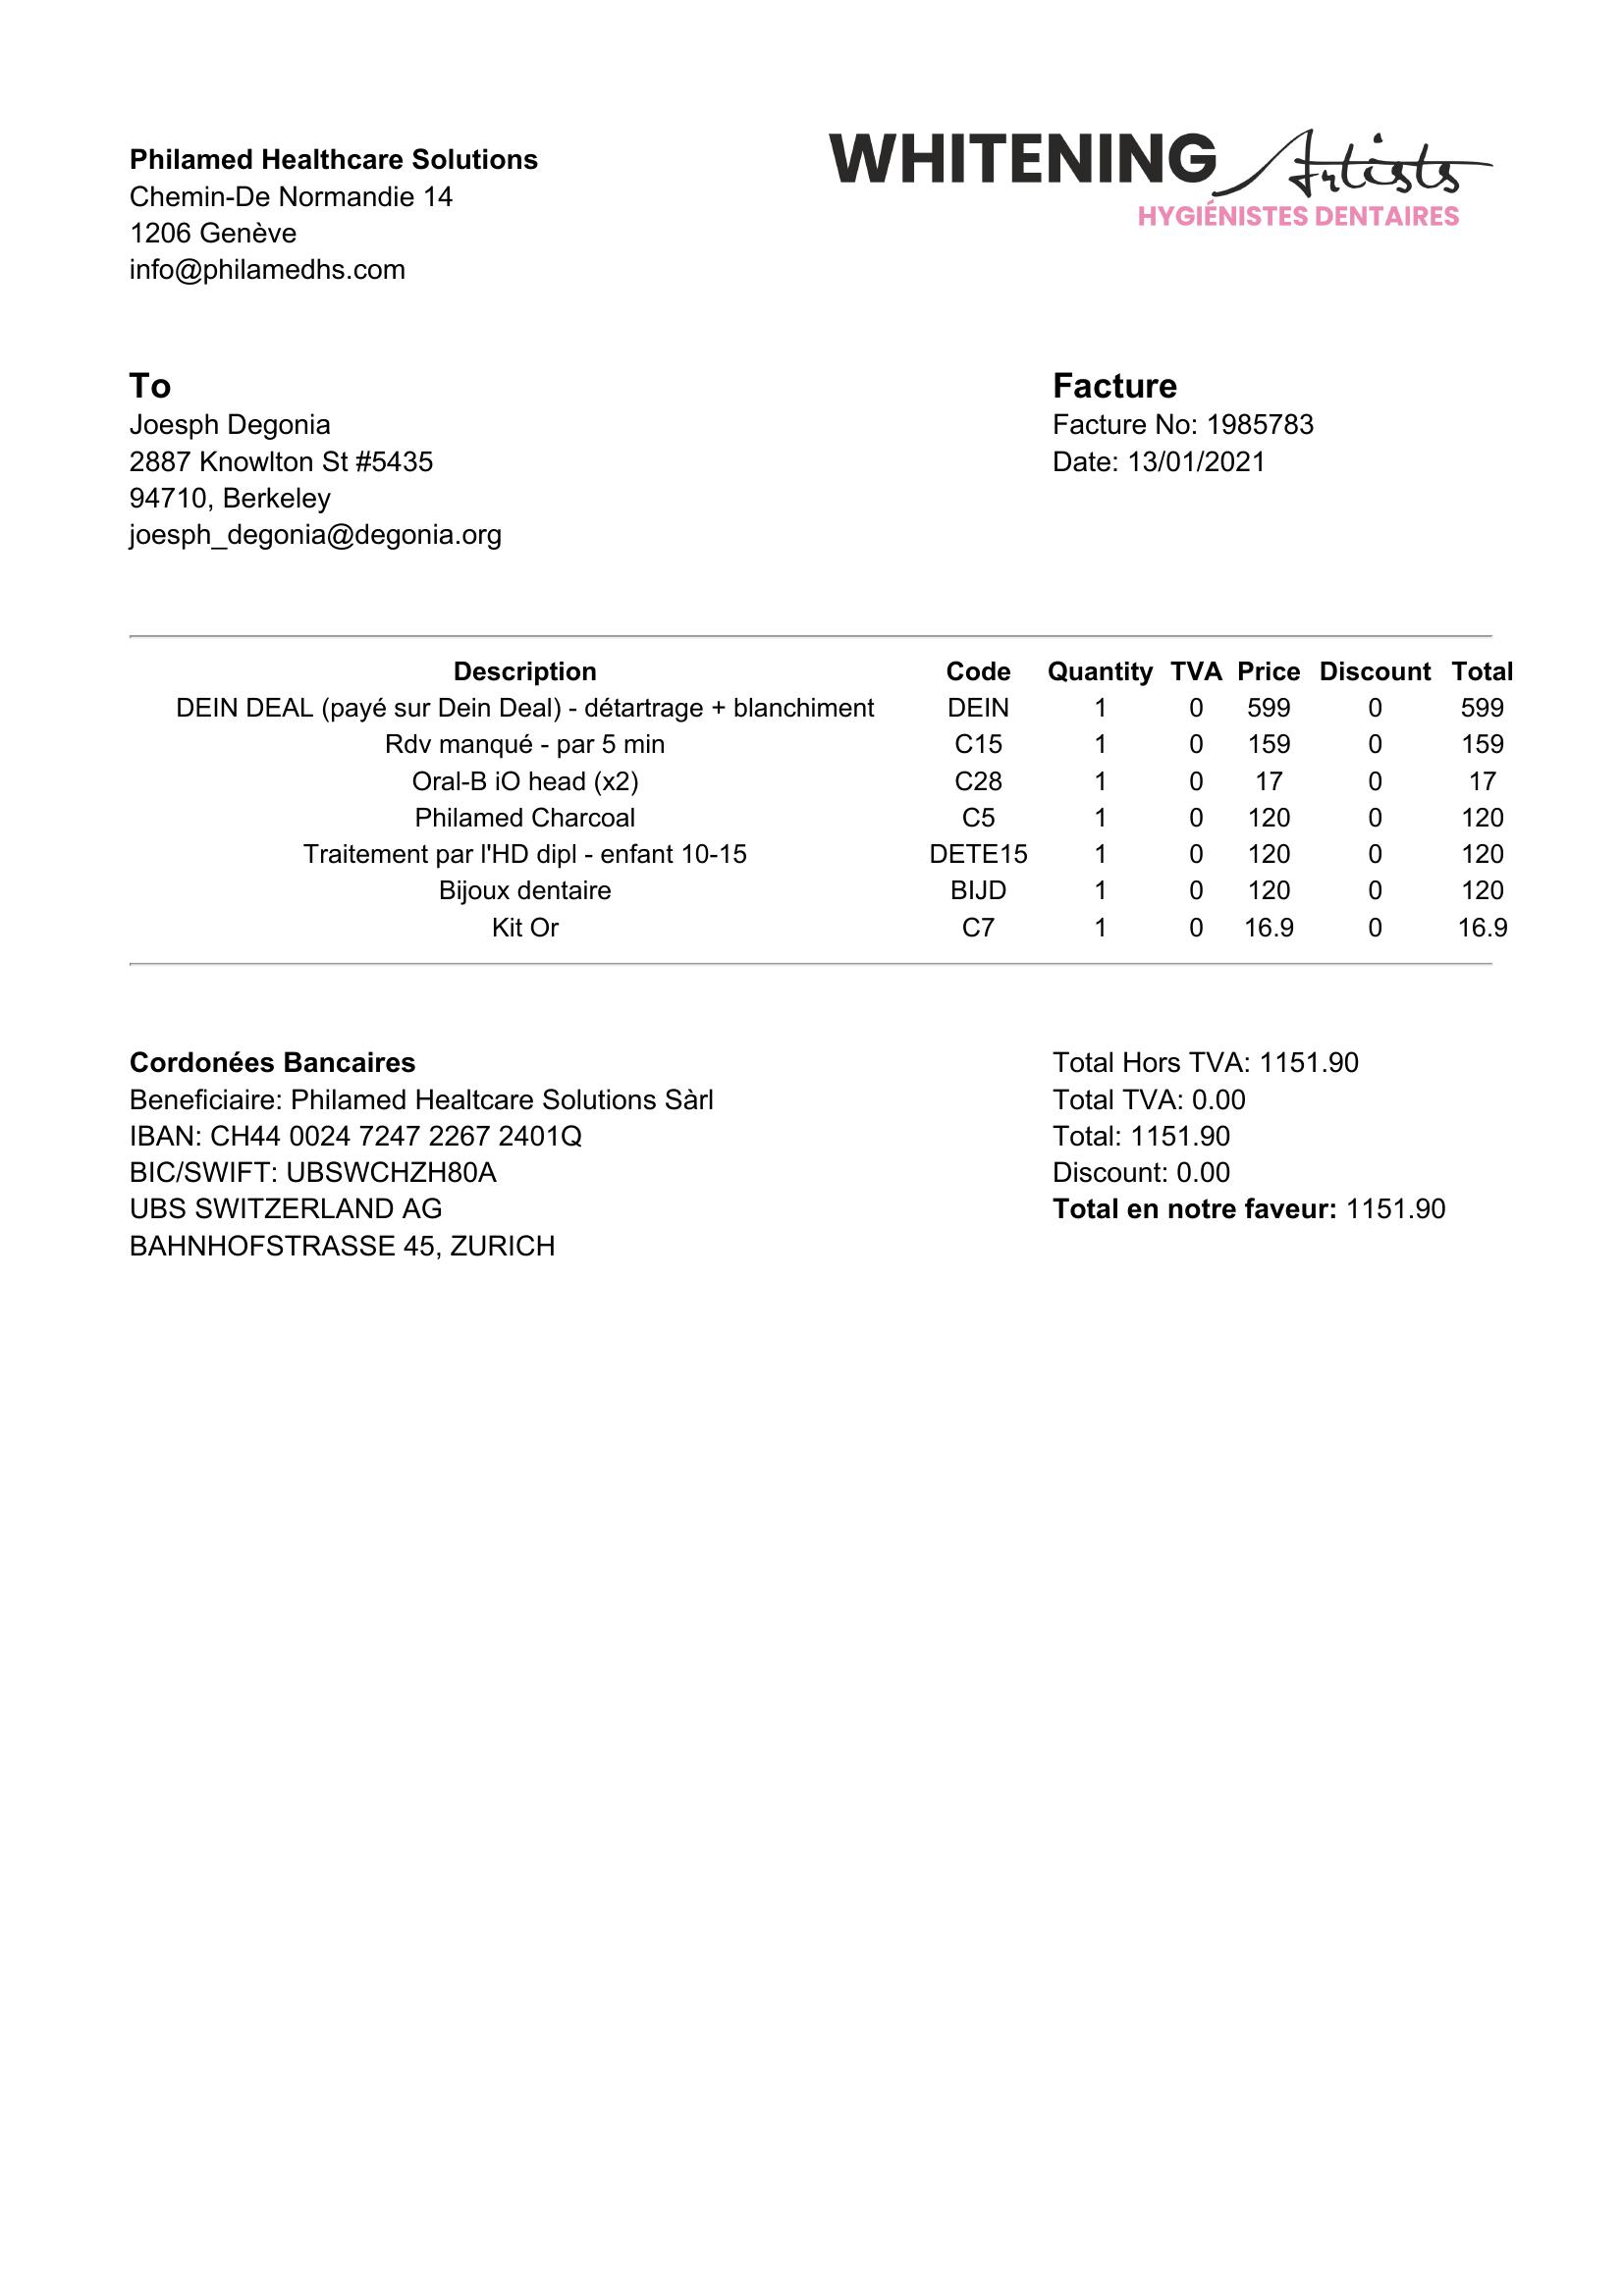 Philamed Healthcare Solutions
Chemin-De Normandie 14
1206 Genève
info@philamedhs.com
WHITENING Artists
HYGIÉNISTES DENTAIRES
To
Joesph Degonia
2887 Knowlton St #5435
94710, Berkeley
joesph_degonia@degonia.org
Facture
Facture No: 1985783
Date: 13/01/2021
Description Code Quantity TVA Price Discount Total
DEIN DEAL (payé sur Dein Deal) - détartrage + blanchiment DEIN 1 0 599 0 599
Rdv manqué - par 5 min C15 1 0 159 0 159
Oral-B iO head (x2) C28 1 0 17 0 17
Philamed Charcoal C5 1 0 120 0 120
Traitement par l'HD dipl - enfant 10-15 DETE15 1 0 120 0 120
Bijoux dentaire BIJD 1 0 120 0 120
Kit Or C7 1 0 16.9 0 16.9
Cordonées Bancaires
Beneficiaire: Philamed Healtcare Solutions Sàrl
IBAN: CH44 0024 7247 2267 2401Q
BIC/SWIFT: UBSWCHZH80A
UBS SWITZERLAND AG
BAHNHOFSTRASSE 45, ZURICH
Total Hors TVA: 1151.90
Total TVA: 0.00
Total: 1151.90
Discount: 0.00
Total en notre faveur: 1151.90